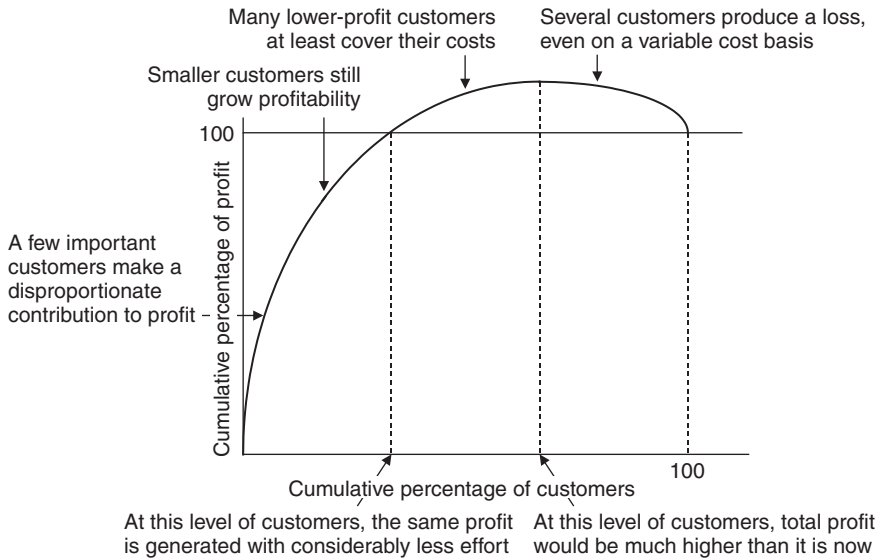 Many lower-profit customers
at least cover their costs
Several customers produce a loss,
even on a variable cost basis
Smaller customers still
grow profitability
100
Cumulative percentage of profit
A few important
customers make a
disproportionate
contribution to profit
100
Cumulative percentage of customers
At this level of customers, the same profit
is generated with considerably less effort
At this level of customers, total profit
would be much higher than it is now